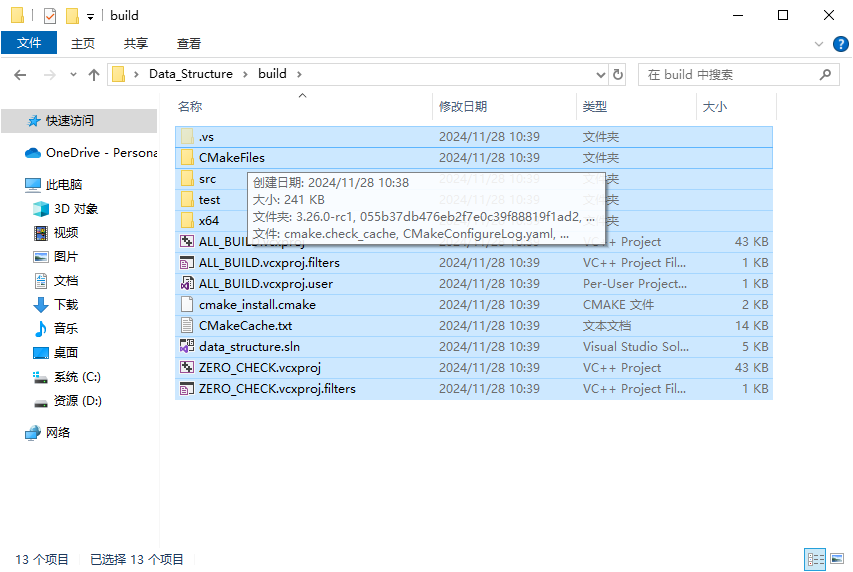 build
文件 主页 共享 查看
Data_Structure build 在 build 中搜索
快速访问
OneDrive - Persona
此电脑
3D 对象
视频
图片
文档
下载
音乐
桌面
系统 (C:)
资源 (D:)
网络
名称 修改日期 类型 大小
.vs 2024/11/28 10:39 文件夹
CMakeFiles 2024/11/28 10:39 文件夹
src 夹
test 夹
x64 夹
创建日期: 2024/11/28 10:38
大小: 241 KB
文件夹: 3.26.0-rc1, 055b37db476eb2f7e0c39f88819f1ad2, ...
文件: cmake.check_cache, CMakeConfigureLog.yaml, ...
ALL_BUILD.vcxproj 2024/11/28 10:39 VC++ Project 43 KB
ALL_BUILD.vcxproj.filters 2024/11/28 10:39 VC++ Project Fil... 1 KB
ALL_BUILD.vcxproj.user 2024/11/28 10:39 Per-User Project... 1 KB
cmake_install.cmake 2024/11/28 10:39 CMAKE 文件 2 KB
CMakeCache.txt 2024/11/28 10:39 文本文档 14 KB
data_structure.sln 2024/11/28 10:39 Visual Studio Sol... 5 KB
ZERO_CHECK.vcxproj 2024/11/28 10:39 VC++ Project 43 KB
ZERO_CHECK.vcxproj.filters 2024/11/28 10:39 VC++ Project Fil... 1 KB
13 个项目 已选择 13 个项目